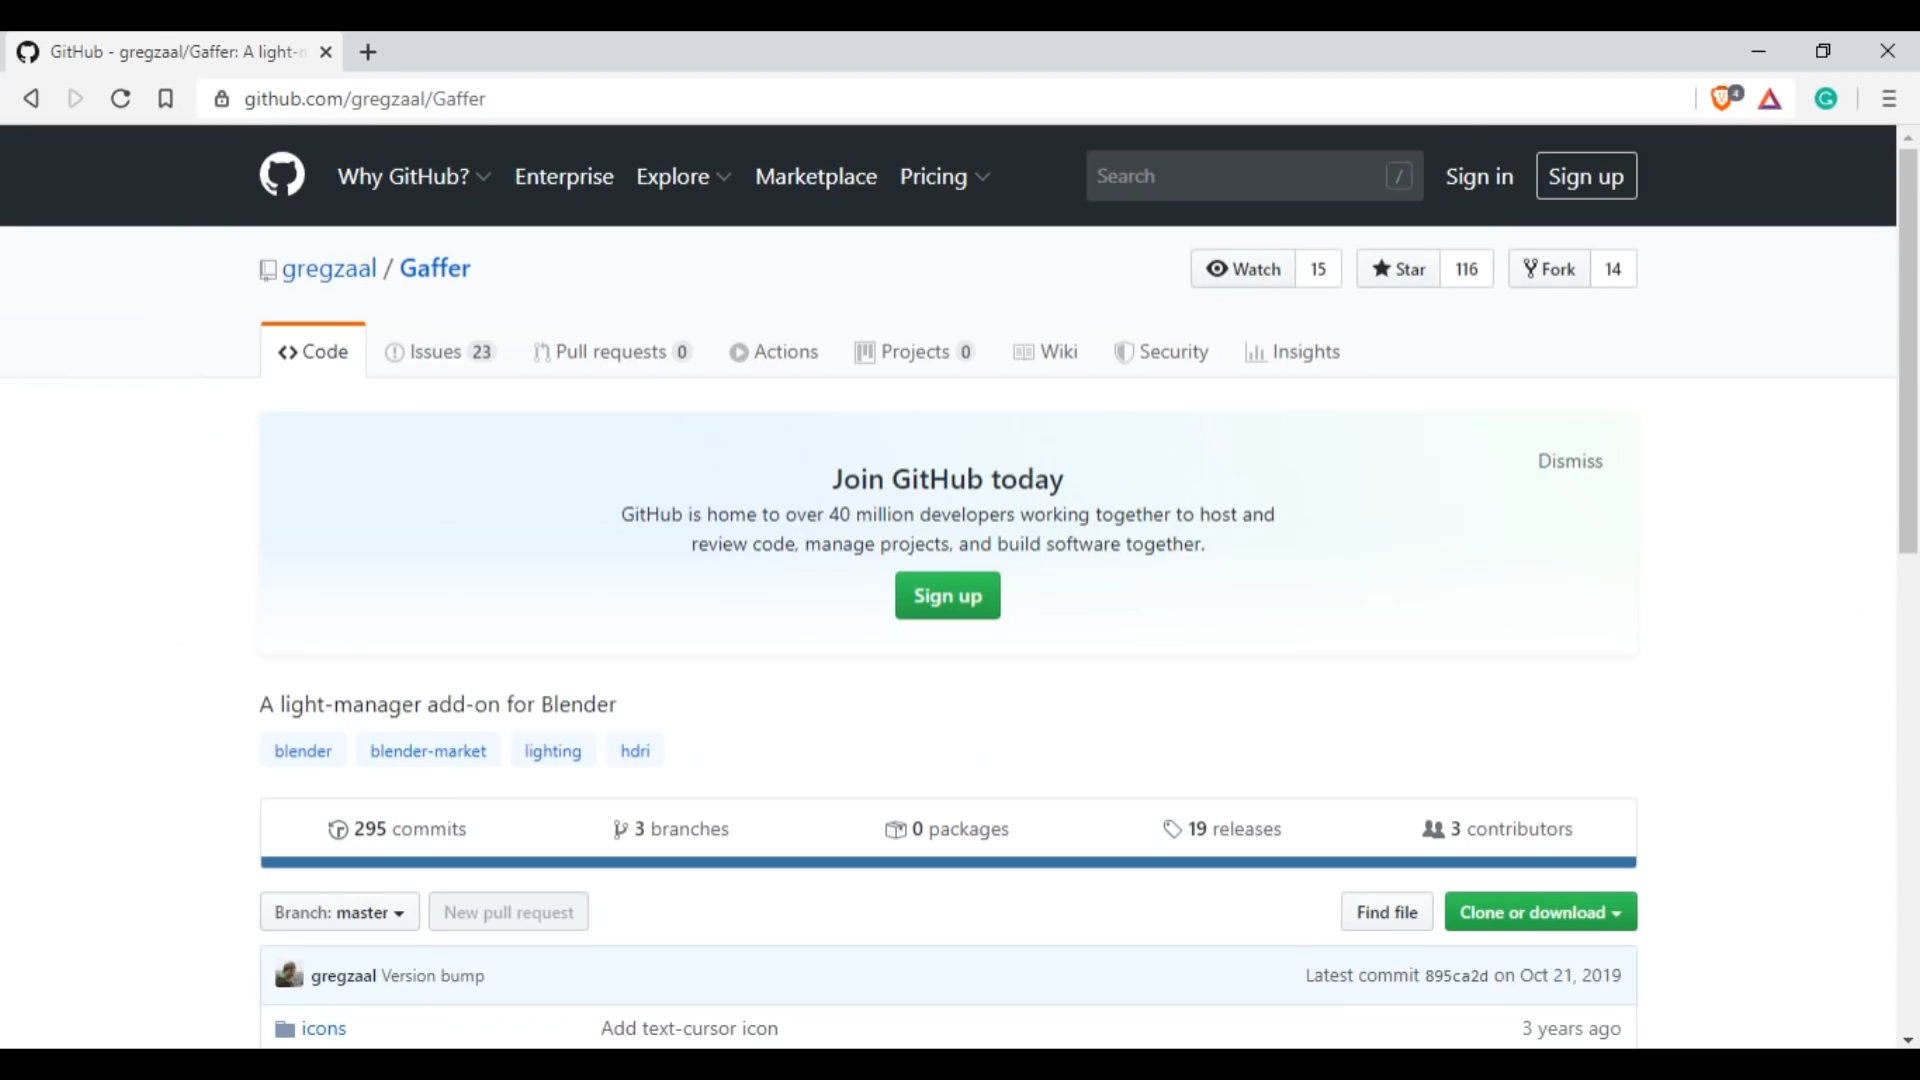 GitHub - gregzaal/Gaffer: A light-
github.com/gregzaal/Gaffer
4
Why GitHub? Enterprise Explore Marketplace Pricing Search / Sign in Sign up
gregzaal / Gaffer Watch 15 Star 116 Fork 14
Code Issues 23 Pull requests 0 Actions Projects 0 Wiki Security Insights
Dismiss
Join GitHub today
GitHub is home to over 40 million developers working together to host and
review code, manage projects, and build software together.
Sign up
A light-manager add-on for Blender
blender blender-market lighting hdri
295 commits 3 branches 0 packages 19 releases 3 contributors
Branch: master New pull request Find file Clone or download
gregzaal Version bump Latest commit 895ca2d on Oct 21, 2019
icons Add text-cursor icon 3 years ago